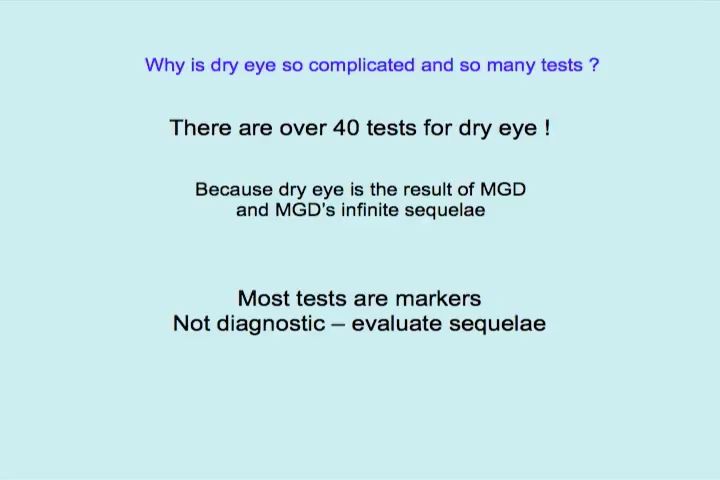 Why is dry eye so complicated and so many tests ?
There are over 40 tests for dry eye !
Because dry eye is the result of MGD
and MGD's infinite sequelae
Most tests are markers
Not diagnostic – evaluate sequelae